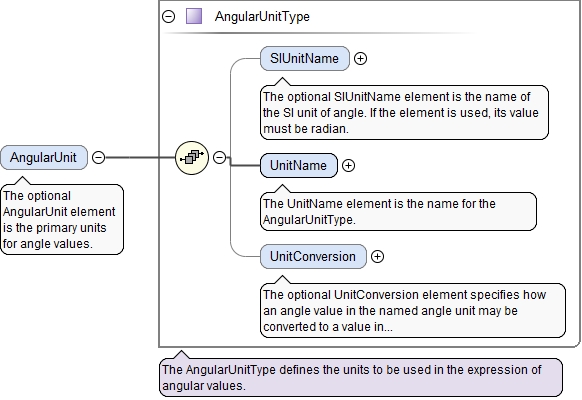 AngularUnitType
SIUnitName
The optional SIUnitName element is the name of
the SI unit of angle. If the element is used, its value
must be radian.
AngularUnit
The optional
AngularUnit element
is the primary units
for angle values.
UnitName
The UnitName element is the name for the
AngularUnitType.
UnitConversion
The optional UnitConversion element specifies how
an angle value in the named angle unit may be
converted to a value in...
The AngularUnitType defines the units to be used in the expression of
angular values.